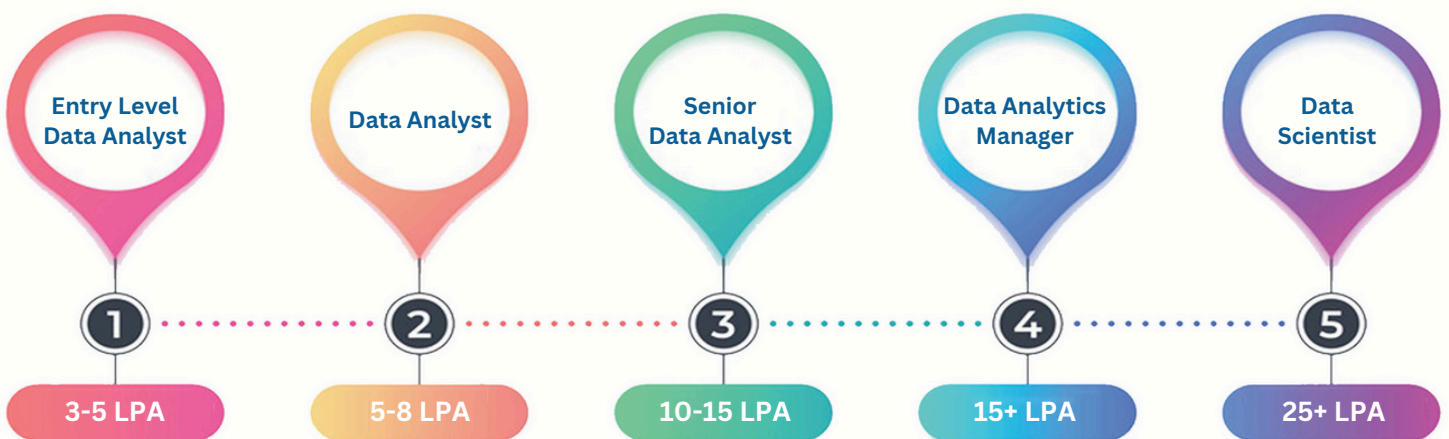 Entry Level
Data Analyst
Data Analyst
Senior
Data Analyst
Data Analytics
Manager
Data
Scientist
1
2
3
4
5
3-5 LPA
5-8 LPA
10-15 LPA
15+ LPA
25+ LPA